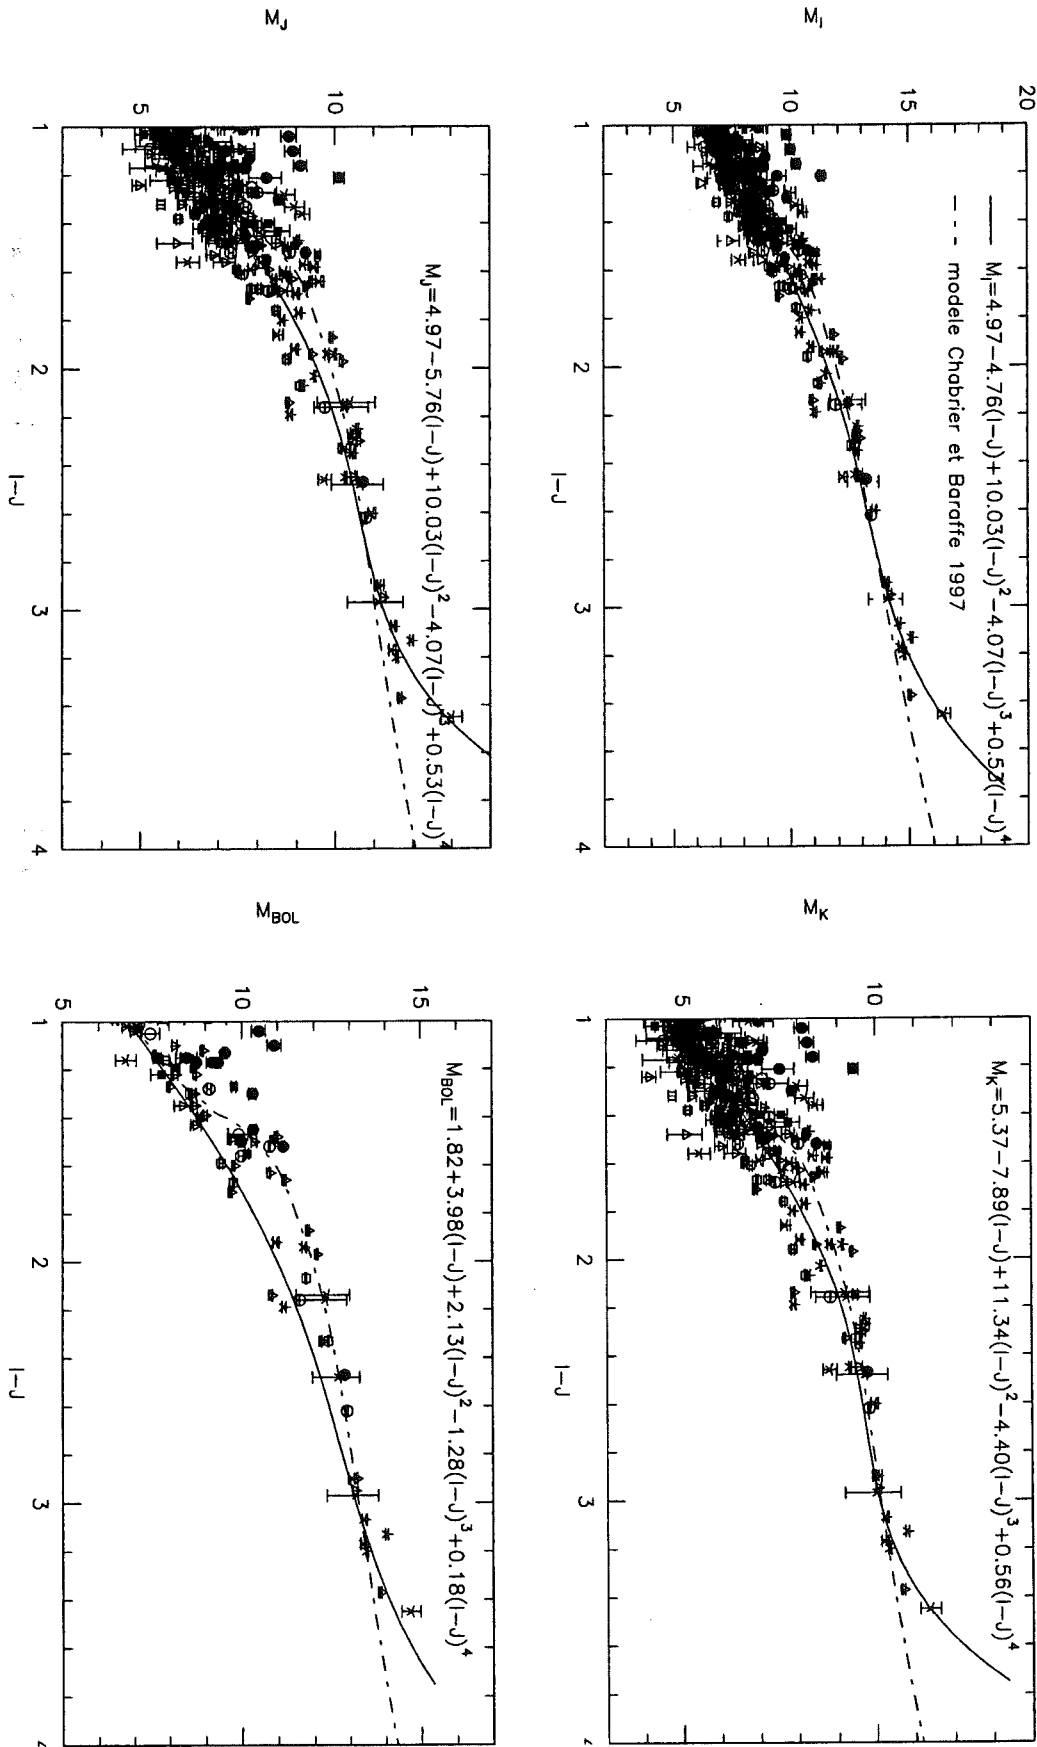 M_I
20
15
10
5
—— M_I=4.97−4.76(I−J)+10.03(I−J)^2−4.07(I−J)^3+0.53(I−J)^4
– - – modele Chabrier et Baraffe 1997
1 2 3
I−J
M_K
10
5
M_K=5.37−7.89(I−J)+11.34(I−J)^2−4.40(I−J)^3+0.56(I−J)^4
1 2 3 4
I−J
M_J
10
5
M_J=4.97−5.76(I−J)+10.03(I−J)^2−4.07(I−J) +0.53(I−J)^4
1 2 3 4
I−J
M_BOL
15
10
5
M_BOL=1.82+3.98(I−J)+2.13(I−J)^2−1.28(I−J)^3+0.18(I−J)^4
1 2 3 4
I−J